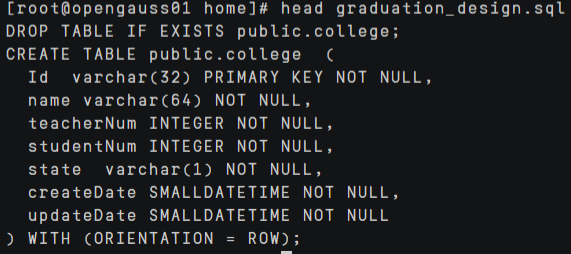 [root@opengauss01 home]# head graduation_design.sql
DROP TABLE IF EXISTS public.college;
CREATE TABLE public.college  (
  Id  varchar(32) PRIMARY KEY NOT NULL,
  name varchar(64) NOT NULL,
  teacherNum INTEGER NOT NULL,
  studentNum INTEGER NOT NULL,
  state  varchar(1) NOT NULL,
  createDate SMALLDATETIME NOT NULL,
  updateDate SMALLDATETIME NOT NULL
) WITH (ORIENTATION = ROW);